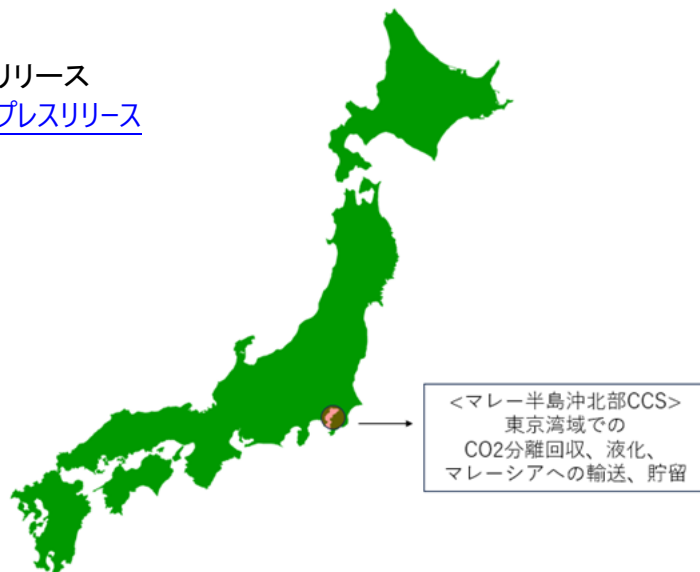 リリース
プレスリリース
<マレー半島沖北部CCS>
東京湾域での
CO2分離回収、液化、
マレーシアへの輸送、貯留